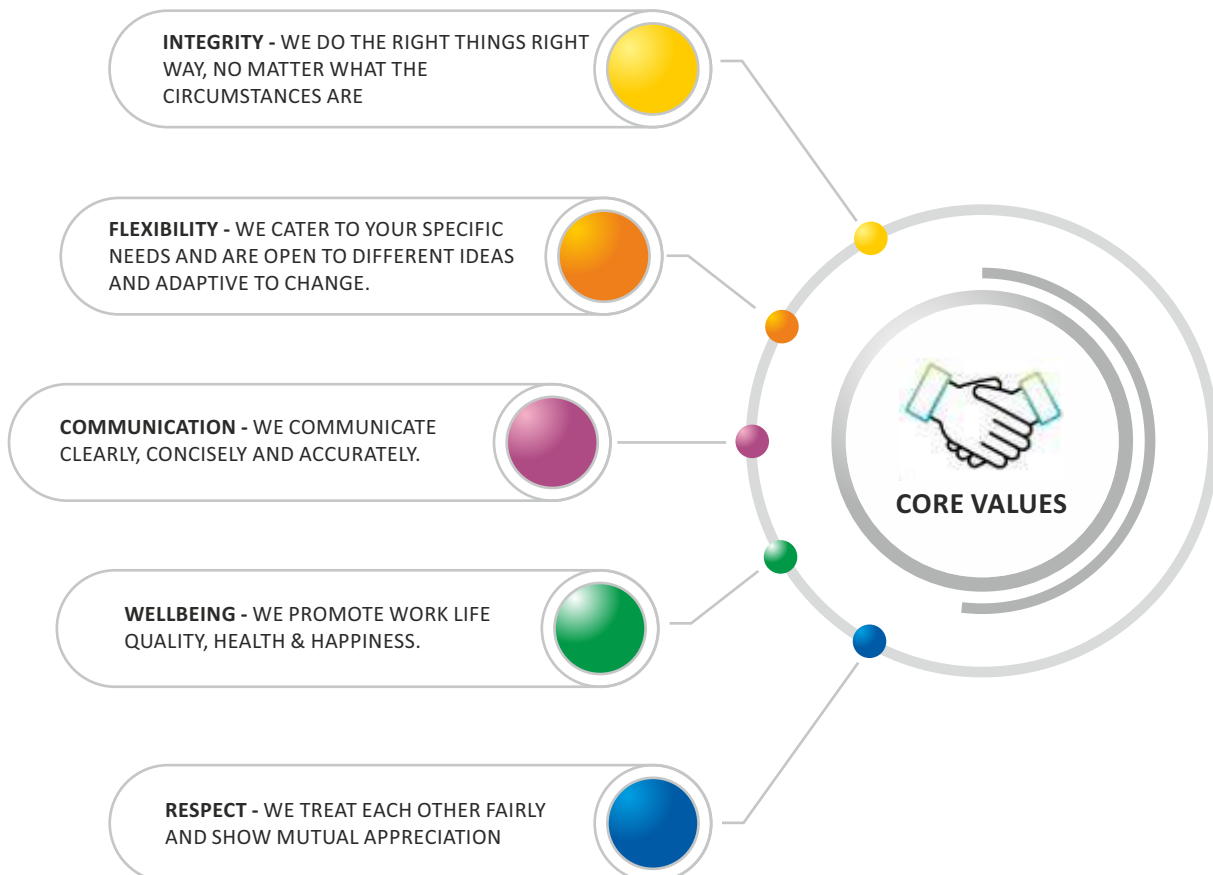 INTEGRITY - WE DO THE RIGHT THINGS RIGHT
WAY, NO MATTER WHAT THE
CIRCUMSTANCES ARE
FLEXIBILITY - WE CATER TO YOUR SPECIFIC
NEEDS AND ARE OPEN TO DIFFERENT IDEAS
AND ADAPTIVE TO CHANGE.
COMMUNICATION - WE COMMUNICATE
CLEARLY, CONCISELY AND ACCURATELY.
WELLBEING - WE PROMOTE WORK LIFE
QUALITY, HEALTH & HAPPINESS.
RESPECT - WE TREAT EACH OTHER FAIRLY
AND SHOW MUTUAL APPRECIATION
CORE VALUES